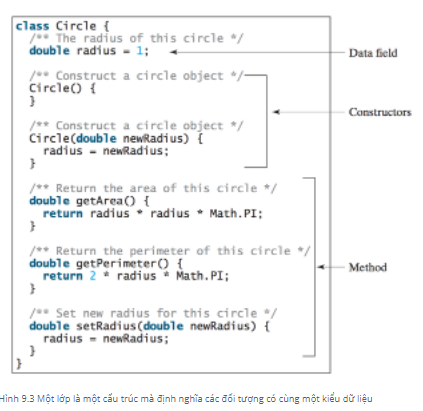 class Circle {
/** The radius of this circle */
double radius = 1;
Data field
/** Construct a circle object */
Circle() {
}
Constructors
/** Construct a circle object */
Circle(double newRadius) {
radius = newRadius;
}
/** Return the area of this circle */
double getArea() {
return radius * radius * Math.PI;
}
/** Return the perimeter of this circle */
double getPerimeter() {
return 2 * radius * Math.PI;
}
Method
/** Set new radius for this circle */
double setRadius(double newRadius) {
radius = newRadius;
}
}
Hình 9.3 Một lớp là một cấu trúc mà định nghĩa các đối tượng có cùng một kiểu dữ liệu